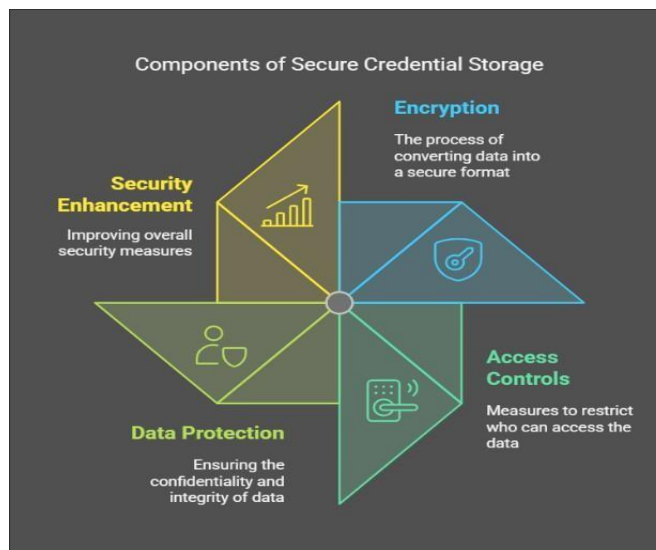 Components of Secure Credential Storage
Encryption
The process of
converting data into
a secure format
Security
Enhancement
Improving overall
security measures
Access
Controls
Measures to restrict
who can access the
data
Data Protection
Ensuring the
confidentiality and
integrity of data